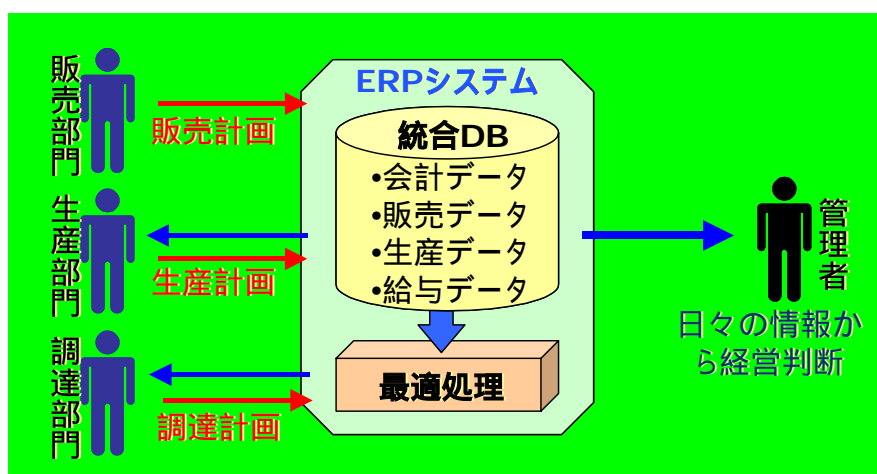 販売部門
販売計画
生産部門
生産計画
調達部門
調達計画
ERPシステム
統合DB
•会計データ
•販売データ
•生産データ
•給与データ
最適処理
管理者
日々の情報か
ら経営判断